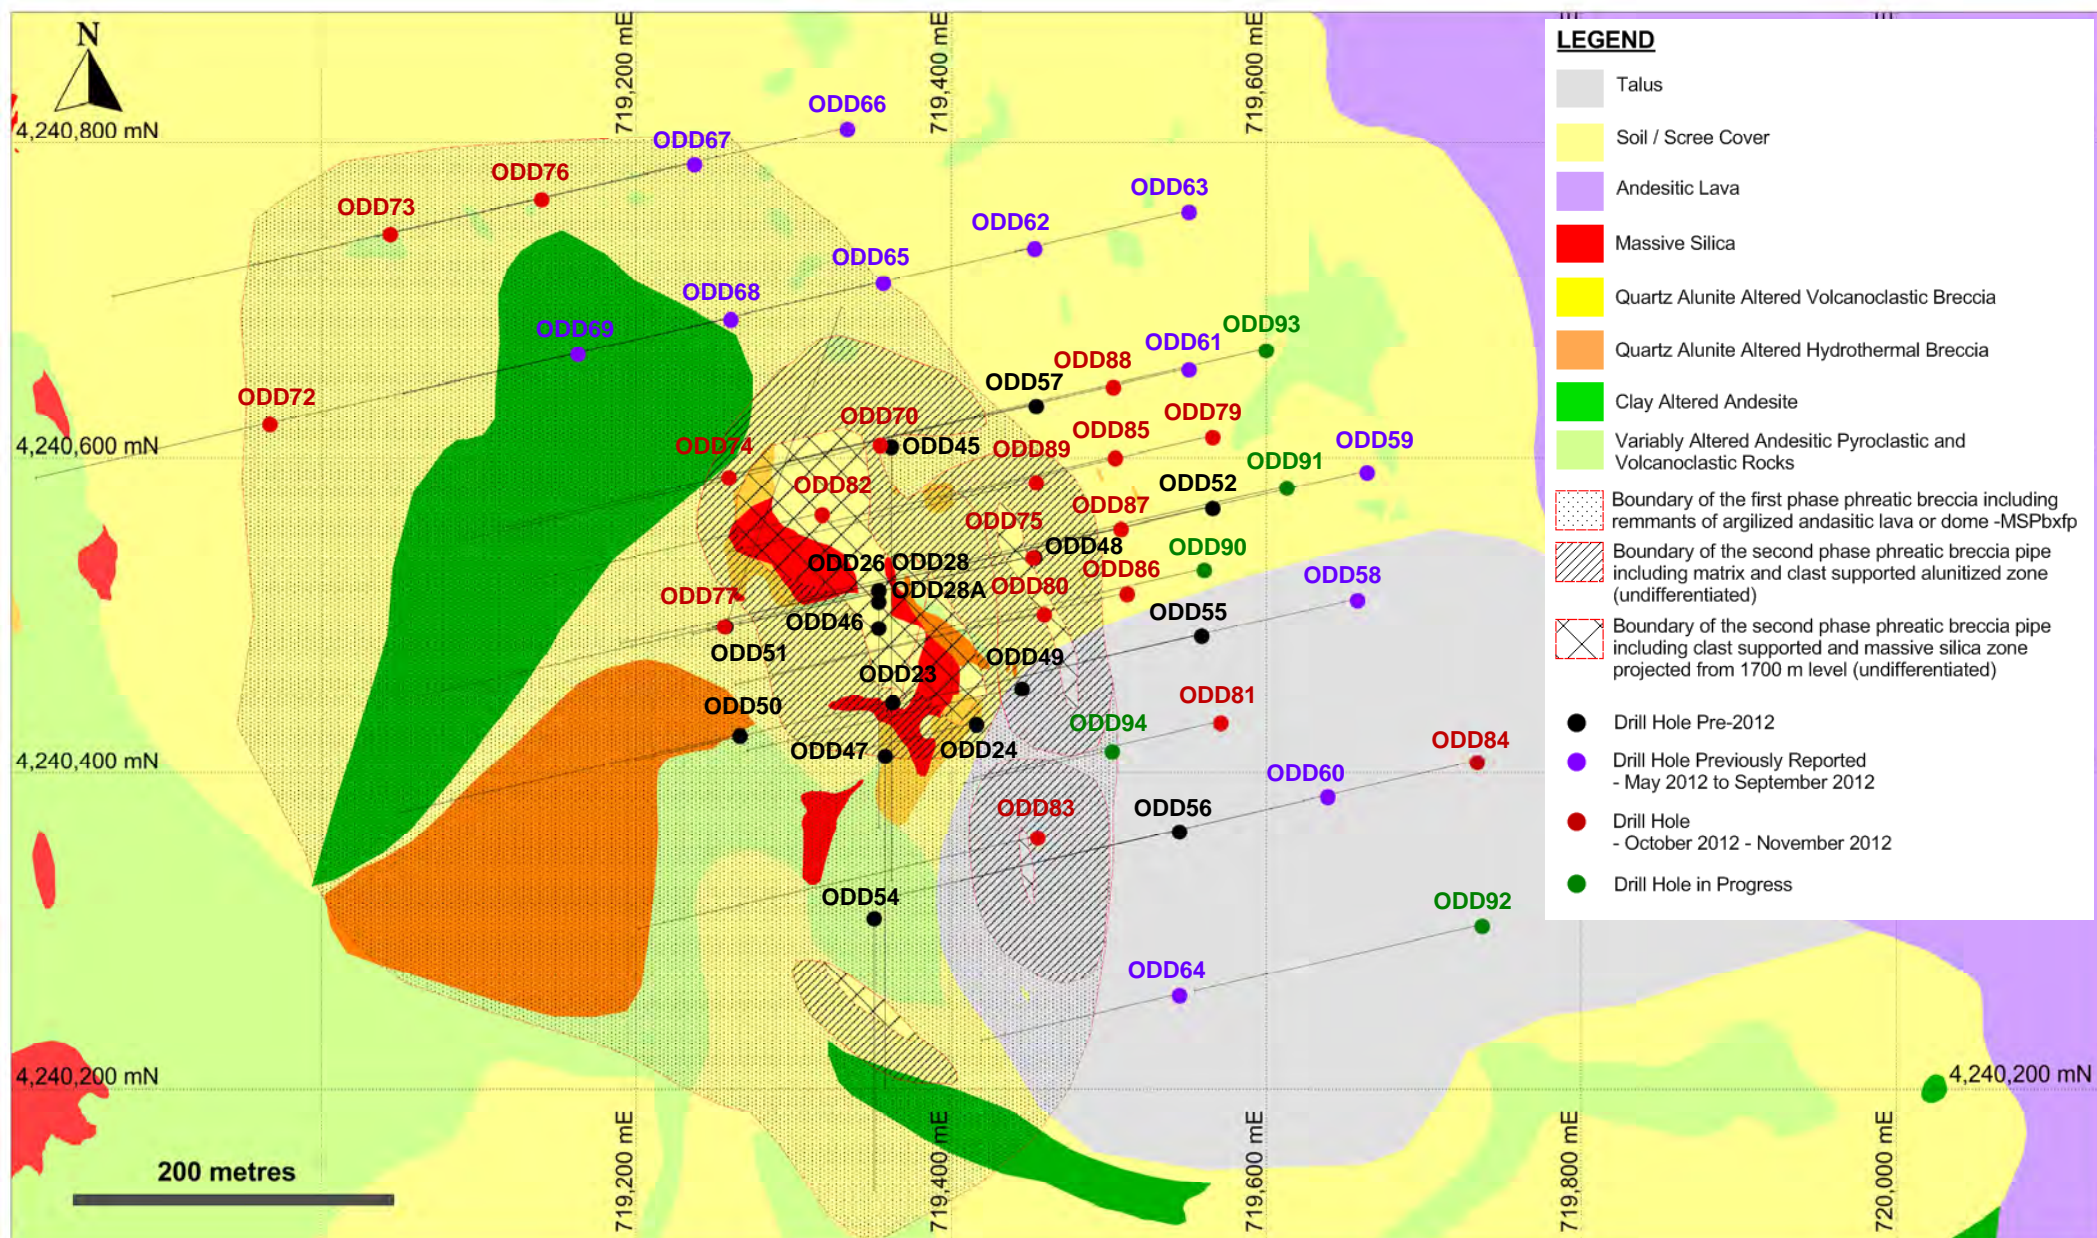 N
719,200 mE
719,400 mE
719,600 mE
4,240,800 mN
ODD66
ODD67
ODD76
ODD73
ODD63
ODD62
ODD65
ODD68
ODD69
ODD93
ODD61
ODD88
ODD57
ODD72
ODD70
ODD79
ODD85
ODD59
4,240,600 mN
ODD74
ODD45
ODD89
ODD91
ODD82
ODD52
ODD87
ODD75
ODD48
ODD90
ODD26
ODD28
ODD86
ODD58
ODD28A
ODD80
ODD77
ODD46
ODD55
ODD51
ODD49
ODD23
ODD50
ODD81
ODD94
ODD47
ODD24
ODD84
4,240,400 mN
ODD60
ODD83
ODD56
ODD54
ODD92
ODD64
4,240,200 mN
4,240,200 mN
719,200 mE
719,400 mE
719,600 mE
719,800 mE
720,000 mE
200 metres
LEGEND
Talus
Soil / Scree Cover
Andesitic Lava
Massive Silica
Quartz Alunite Altered Volcanoclastic Breccia
Quartz Alunite Altered Hydrothermal Breccia
Clay Altered Andesite
Variably Altered Andesitic Pyroclastic and
Volcanoclastic Rocks
Boundary of the first phase phreatic breccia including
remnants of argilized andasitic lava or dome -MSPbxfp
Boundary of the second phase phreatic breccia pipe
including matrix and clast supported alunitized zone
(undifferentiated)
Boundary of the second phase phreatic breccia pipe
including clast supported and massive silica zone
projected from 1700 m level (undifferentiated)
Drill Hole Pre-2012
Drill Hole Previously Reported
- May 2012 to September 2012
Drill Hole
- October 2012 - November 2012
Drill Hole in Progress